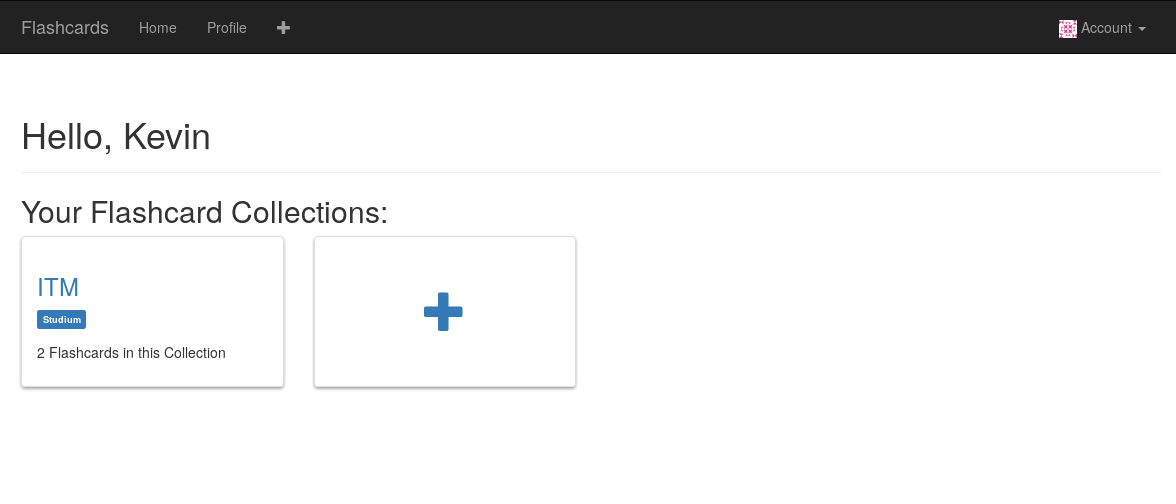 Flashcards Home Profile Account
Hello, Kevin
Your Flashcard Collections:
ITM
Studium
2 Flashcards in this Collection